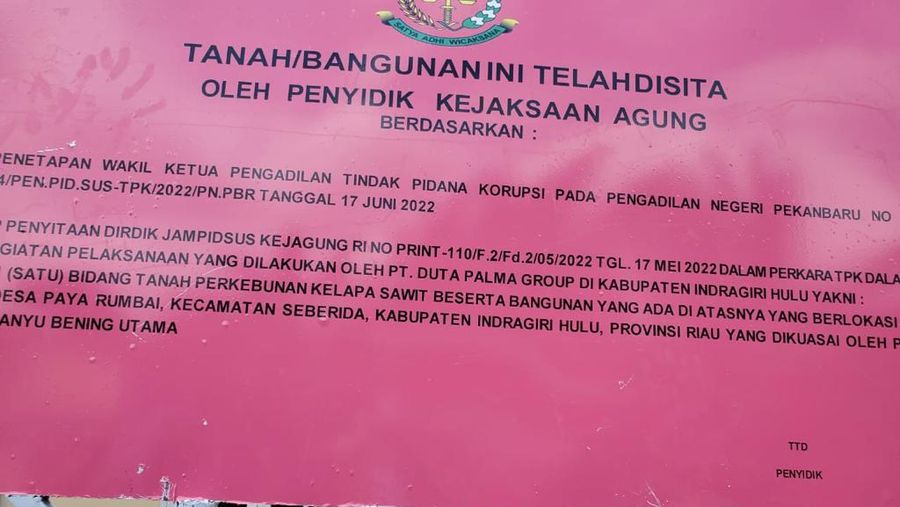 SATYA ADHI WICAKSANA
TANAH/BANGUNAN INI TELAH DISITA
OLEH PENYIDIK KEJAKSAAN AGUNG
BERDASARKAN :
PENETAPAN WAKIL KETUA PENGADILAN TINDAK PIDANA KORUPSI PADA PENGADILAN NEGERI PEKANBARU NO
4/PEN.PID.SUS-TPK/2022/PN.PBR TANGGAL 17 JUNI 2022
PENYITAAN DIRDIK JAMPIDSUS KEJAGUNG RI NO PRINT-110/F.2/Fd.2/05/2022 TGL. 17 MEI 2022 DALAM PERKARA TPK DALA
GIATAN PELAKSANAAN YANG DILAKUKAN OLEH PT. DUTA PALMA GROUP DI KABUPATEN INDRAGIRI HULU YAKNI :
(SATU) BIDANG TANAH PERKEBUNAN KELAPA SAWIT BESERTA BANGUNAN YANG ADA DI ATASNYA YANG BERLOKASI
DESA PAYA RUMBAI, KECAMATAN SEBERIDA, KABUPATEN INDRAGIRI HULU, PROVINSI RIAU YANG DIKUASAI OLEH P
ANYU BENING UTAMA
TTD
PENYIDIK